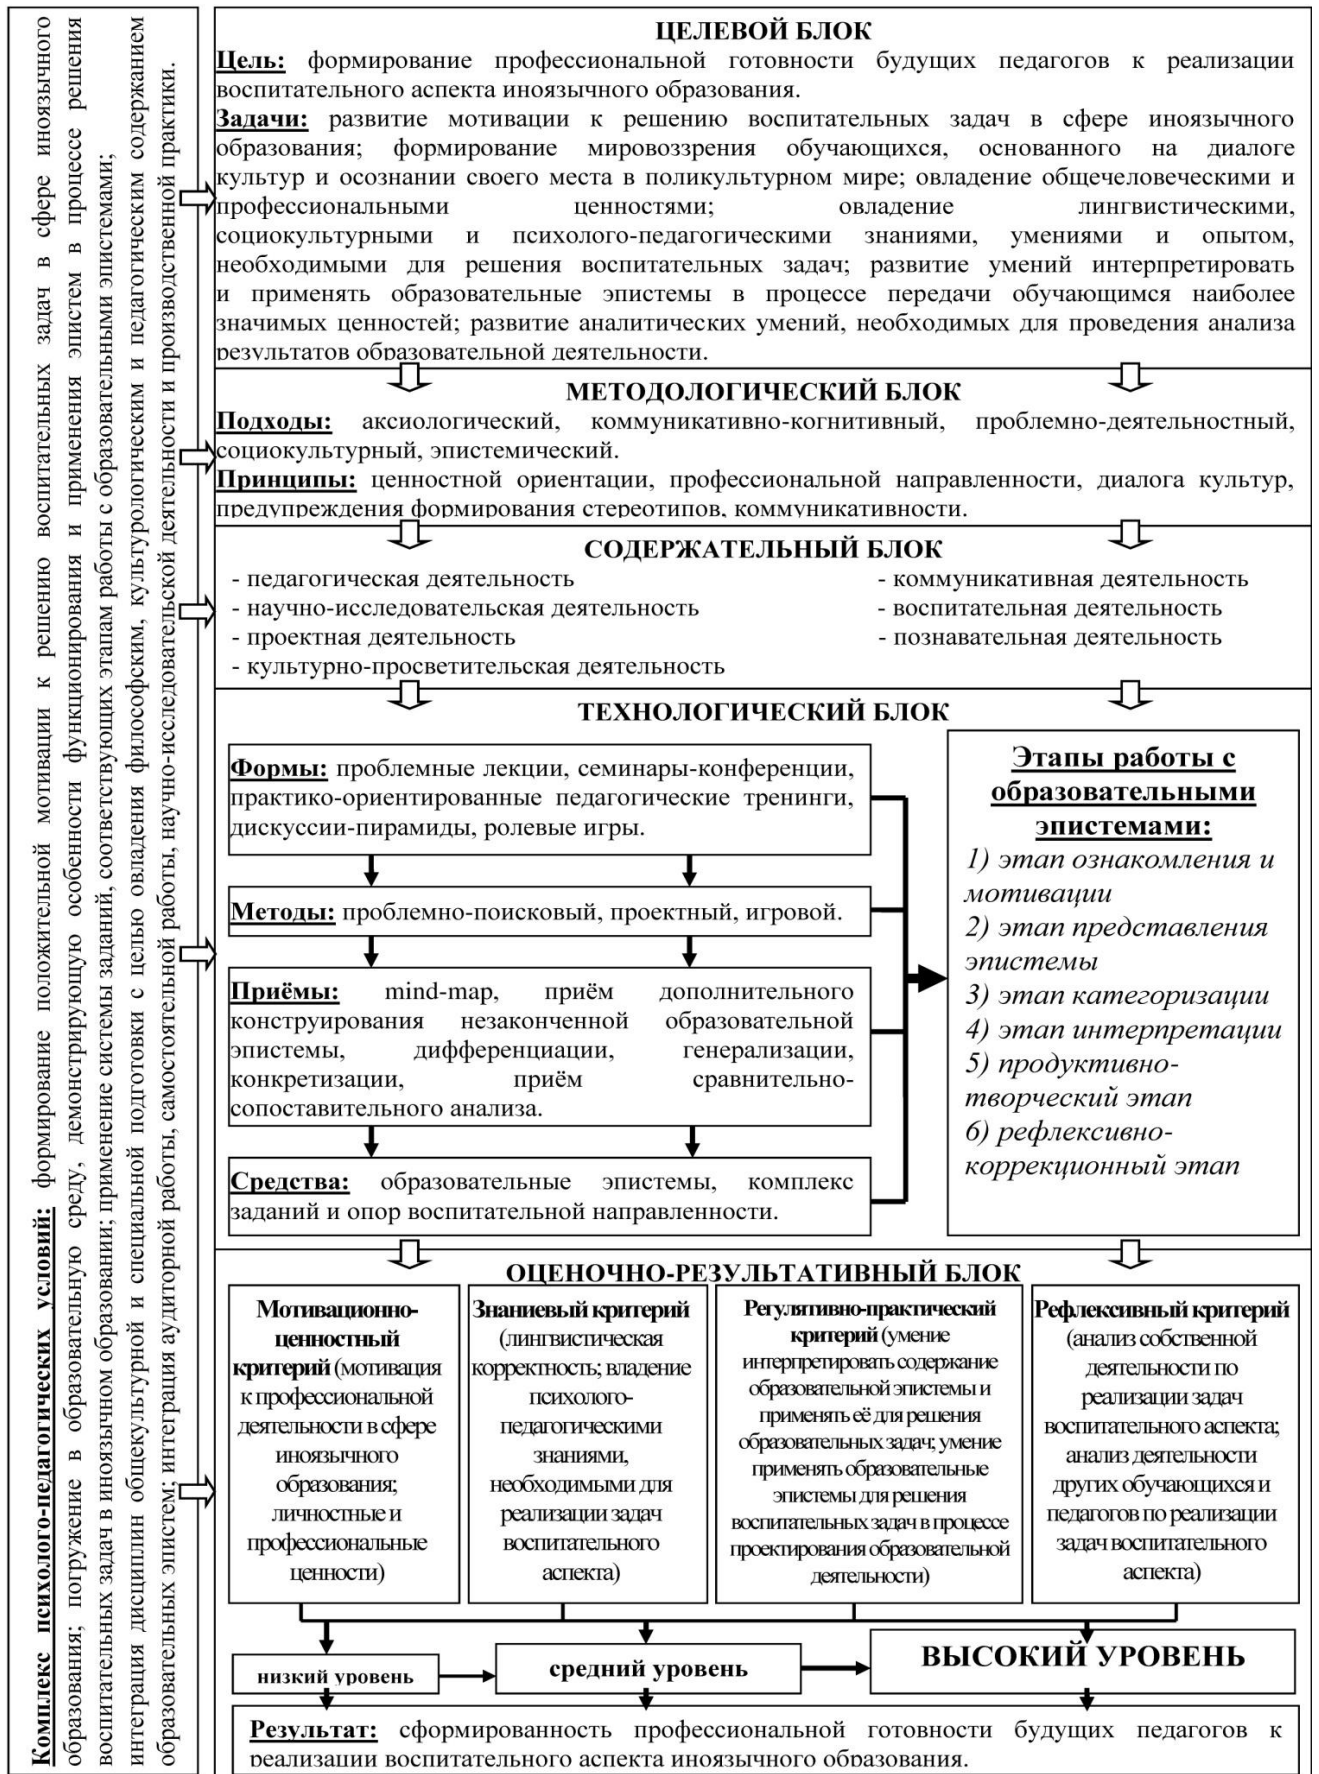 Комплекс психолого-педагогических условий: формирование положительной мотивации к решению воспитательных задач в сфере иноязычного
образования; погружение в образовательную среду, демонстрирующую особенности функционирования и применения эпистем в процессе решения
воспитательных задач в иноязычном образовании; применение системы заданий, соответствующих этапам работы с образовательными эпистемами;
интеграция дисциплин общекультурной и специальной подготовки с целью овладения философским, культурологическим и педагогическим содержанием
образовательных эпистем; интеграция аудиторной работы, самостоятельной работы, научно-исследовательской деятельности и производственной практики.
ЦЕЛЕВОЙ БЛОК
Цель: формирование профессиональной готовности будущих педагогов к реализации
воспитательного аспекта иноязычного образования.
Задачи: развитие мотивации к решению воспитательных задач в сфере иноязычного
образования; формирование мировоззрения обучающихся, основанного на диалоге
культур и осознании своего места в поликультурном мире; овладение общечеловеческими и
профессиональными ценностями; овладение лингвистическими,
социокультурными и психолого-педагогическими знаниями, умениями и опытом,
необходимыми для решения воспитательных задач; развитие умений интерпретировать
и применять образовательные эпистемы в процессе передачи обучающимся наиболее
значимых ценностей; развитие аналитических умений, необходимых для проведения анализа
результатов образовательной деятельности.
МЕТОДОЛОГИЧЕСКИЙ БЛОК
Подходы: аксиологический, коммуникативно-когнитивный, проблемно-деятельностный,
социокультурный, эпистемический.
Принципы: ценностной ориентации, профессиональной направленности, диалога культур,
предупреждения формирования стереотипов, коммуникативности.
СОДЕРЖАТЕЛЬНЫЙ БЛОК
- педагогическая деятельность
- научно-исследовательская деятельность
- проектная деятельность
- культурно-просветительская деятельность
- коммуникативная деятельность
- воспитательная деятельность
- познавательная деятельность
ТЕХНОЛОГИЧЕСКИЙ БЛОК
Формы: проблемные лекции, семинары-конференции,
практико-ориентированные педагогические тренинги,
дискуссии-пирамиды, ролевые игры.
Методы: проблемно-поисковый, проектный, игровой.
Приёмы: mind-map, приём дополнительного
конструирования незаконченной образовательной
эпистемы, дифференциации, генерализации,
конкретизации, приём сравнительно-
сопоставительного анализа.
Средства: образовательные эпистемы, комплекс
заданий и опор воспитательной направленности.
Этапы работы с
образовательными
эпистемами:
1) этап ознакомления и
мотивации
2) этап представления
эпистемы
3) этап категоризации
4) этап интерпретации
5) продуктивно-
творческий этап
6) рефлексивно-
коррекционный этап
ОЦЕНОЧНО-РЕЗУЛЬТАТИВНЫЙ БЛОК
Мотивационно-
ценностный
критерий (мотивация
к профессиональной
деятельности в сфере
иноязычного
образования;
личностные и
профессиональные
ценности)
Знаниевый критерий
(лингвистическая
корректность; владение
психолого-
педагогическими
знаниями,
необходимыми для
реализации задач
воспитательного
аспекта)
Регулятивно-практический
критерий (умение
интерпретировать содержание
образовательной эпистемы и
применять её для решения
образовательных задач; умение
применять образовательные
эпистемы для решения
воспитательных задач в процессе
проектирования образовательной
деятельности)
Рефлексивный критерий
(анализ собственной
деятельности по
реализации задач
воспитательного аспекта;
анализ деятельности
других обучающихся и
педагогов по реализации
задач воспитательного
аспекта)
низкий уровень
средний уровень
ВЫСОКИЙ УРОВЕНЬ
Результат: сформированность профессиональной готовности будущих педагогов к
реализации воспитательного аспекта иноязычного образования.